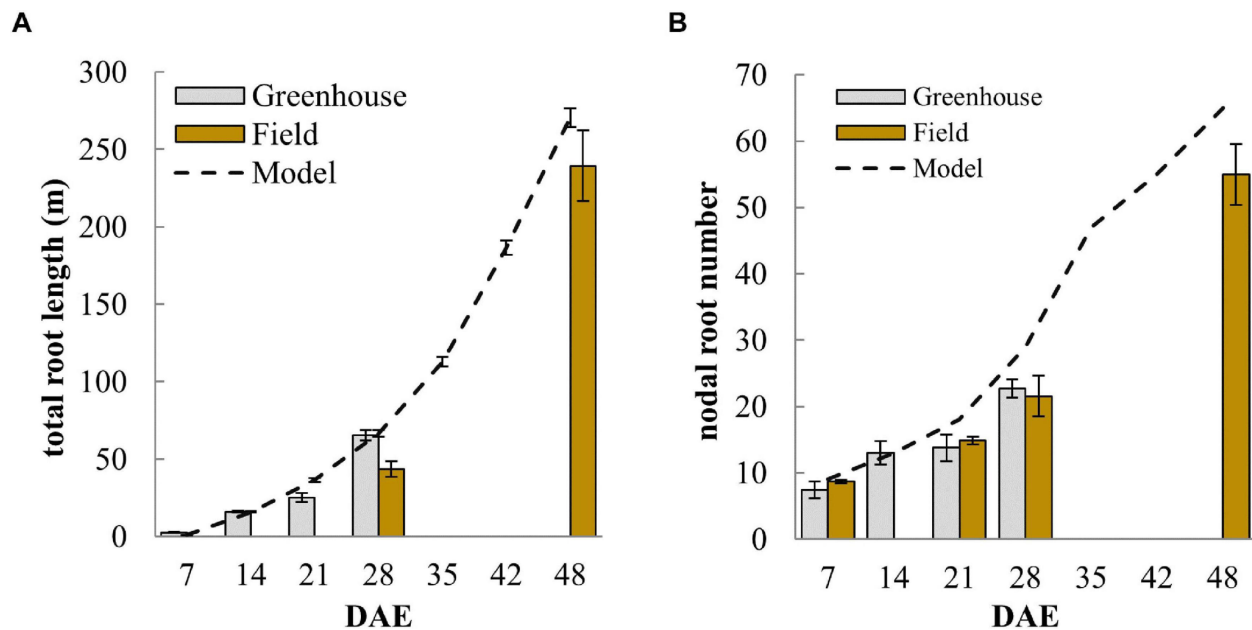 A
total root length (m)
300
250
200
150
100
50
0
Greenhouse
Field
Model
7 14 21 28 35 42 48
DAE
B
nodal root number
70
60
50
40
30
20
10
0
Greenhouse
Field
Model
7 14 21 28 35 42 48
DAE